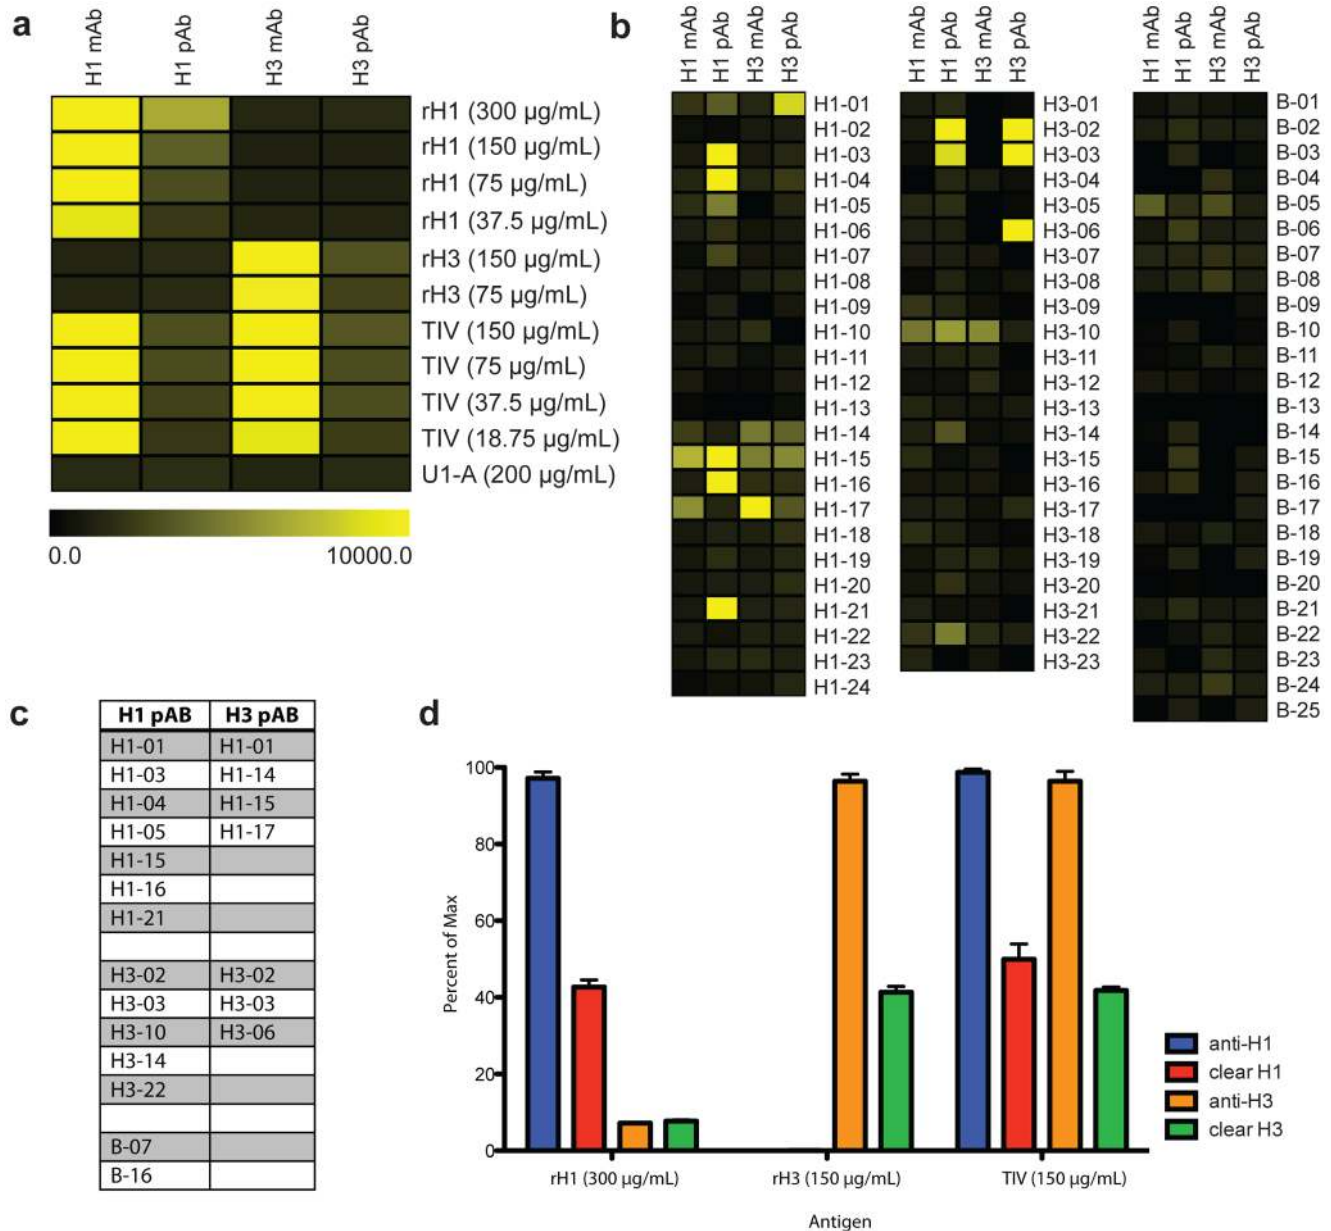 a
H1 mAb
H1 pAb
H3 mAb
H3 pAb
rH1 (300 µg/mL)
rH1 (150 µg/mL)
rH1 (75 µg/mL)
rH1 (37.5 µg/mL)
rH3 (150 µg/mL)
rH3 (75 µg/mL)
TIV (150 µg/mL)
TIV (75 µg/mL)
TIV (37.5 µg/mL)
TIV (18.75 µg/mL)
U1-A (200 µg/mL)
0.0 10000.0
b
H1 mAb
H1 pAb
H3 mAb
H3 pAb
H1-01
H1-02
H1-03
H1-04
H1-05
H1-06
H1-07
H1-08
H1-09
H1-10
H1-11
H1-12
H1-13
H1-14
H1-15
H1-16
H1-17
H1-18
H1-19
H1-20
H1-21
H1-22
H1-23
H1-24
H1 mAb
H1 pAb
H3 mAb
H3 pAb
H3-01
H3-02
H3-03
H3-04
H3-05
H3-06
H3-07
H3-08
H3-09
H3-10
H3-11
H3-12
H3-13
H3-14
H3-15
H3-16
H3-17
H3-18
H3-19
H3-20
H3-21
H3-22
H3-23
H1 mAb
H1 pAb
H3 mAb
H3 pAb
B-01
B-02
B-03
B-04
B-05
B-06
B-07
B-08
B-09
B-10
B-11
B-12
B-13
B-14
B-15
B-16
B-17
B-18
B-19
B-20
B-21
B-22
B-23
B-24
B-25
c
H1 pAB H3 pAB
H1-01 H1-01
H1-03 H1-14
H1-04 H1-15
H1-05 H1-17
H1-15
H1-16
H1-21
H3-02 H3-02
H3-03 H3-03
H3-10 H3-06
H3-14
H3-22
B-07
B-16
d
Percent of Max
100
80
60
40
20
0
rH1 (300 µg/mL) rH3 (150 µg/mL) TIV (150 µg/mL)
Antigen
anti-H1
clear H1
anti-H3
clear H3